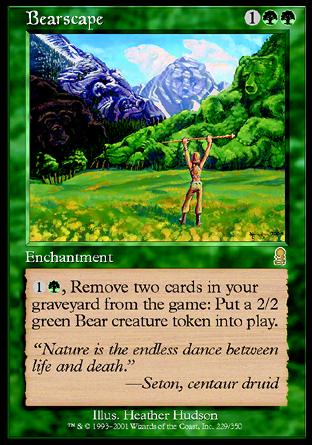 Bearscape 1
Enchantment
1 , Remove two cards in your
graveyard from the game: Put a 2/2
green Bear creature token into play.
“Nature is the endless dance between
life and death.”
—Seton, centaur druid
Illus. Heather Hudson
™ & © 1993–2001 Wizards of the Coast, Inc. 229/350